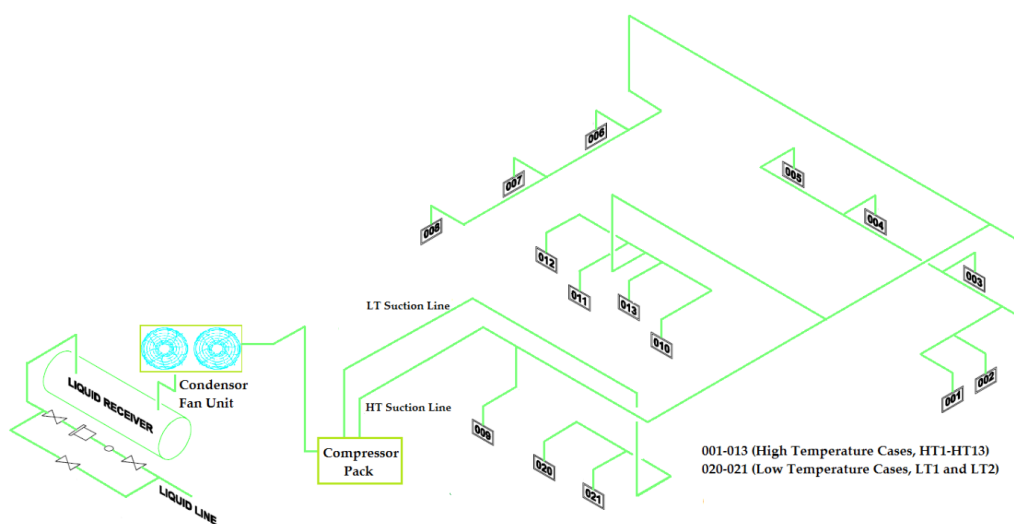 006
007
005
008
004
012
003
011
013
LT Suction Line
010
Condensor
Fan Unit
LIQUID RECEIVER
002
001
HT Suction Line
009
Compressor
Pack
001-013 (High Temperature Cases, HT1-HT13)
020
020-021 (Low Temperature Cases, LT1 and LT2)
021
LIQUID LINE